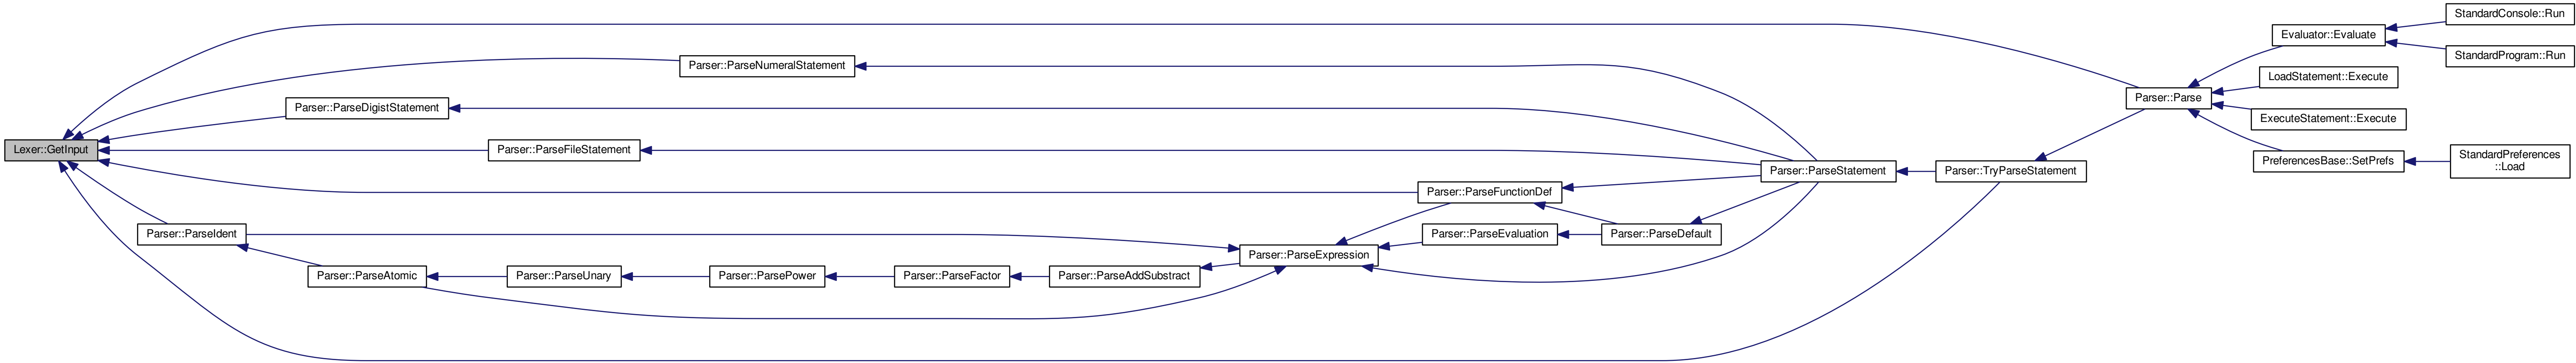 StandardConsole::Run
Evaluator::Evaluate
StandardProgram::Run
Parser::ParseNumeralStatement
LoadStatement::Execute
Parser::Parse
Parser::ParseDigistStatement
ExecuteStatement::Execute
Lexer::GetInput
Parser::ParseFileStatement
PreferencesBase::SetPrefs
StandardPreferences
::Load
Parser::ParseStatement
Parser::TryParseStatement
Parser::ParseFunctionDef
Parser::ParseIdent
Parser::ParseEvaluation
Parser::ParseDefault
Parser::ParseExpression
Parser::ParseAtomic
Parser::ParseUnary
Parser::ParsePower
Parser::ParseFactor
Parser::ParseAddSubstract